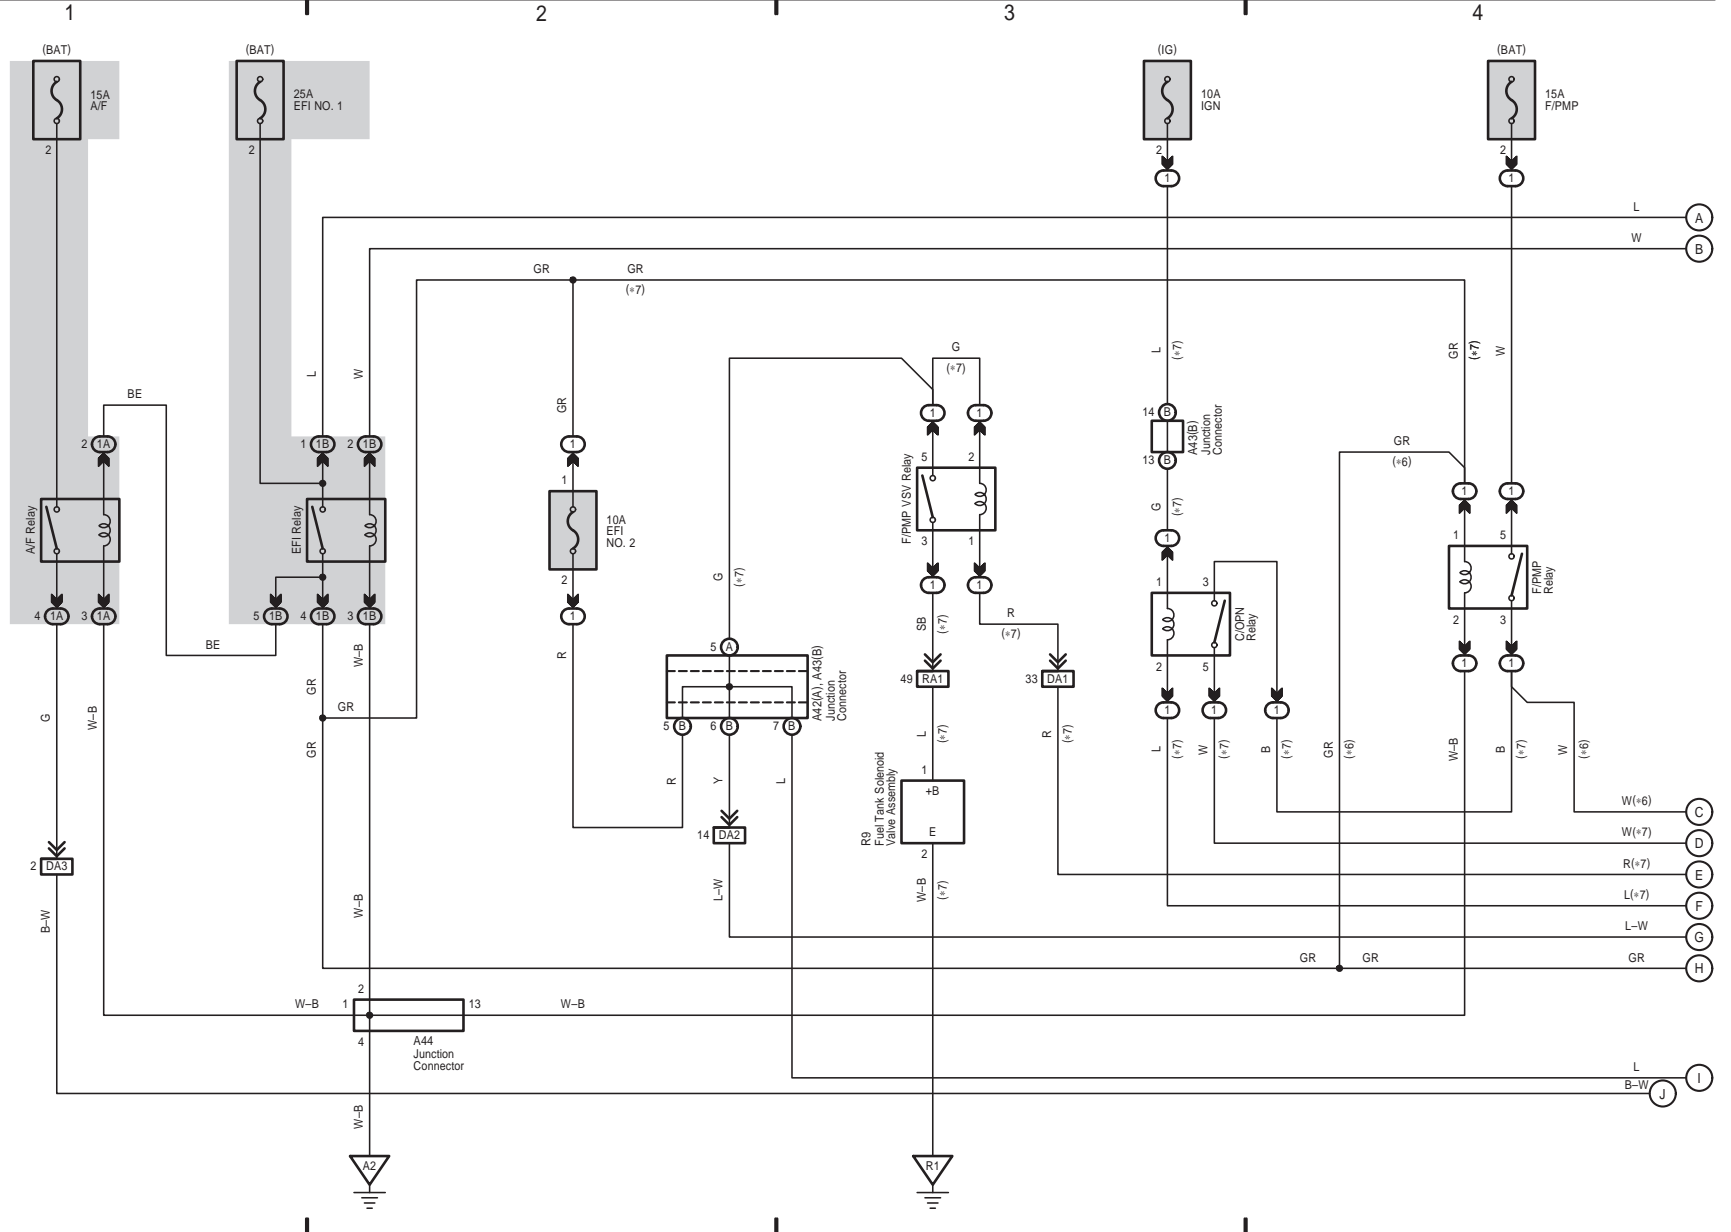 1
2
3
4
(BAT)
(BAT)
(IG)
(BAT)
15A
A/F
25A
EFI NO. 1
10A
IGN
15A
F/PMP
2
2
2
2
1
1
L
A
W
B
GR
GR
(*7)
L
W
GR
G
(*7)
L
(*7)
GR
(*7)
W
BE
1
1
14
B
A43(B)
Junction
Connector
13
B
GR
(*6)
2
1A
1
1B
2
1B
1
5
2
1
1
1
A/F Relay
EFI Relay
10A
EFI
NO. 2
F/PMP VSV Relay
G
(*7)
1
1
5
F/PMP
Relay
3
1
1
1
1
3
C/OPN
Relay
2
5
2
3
4
1A
3
1A
5
1B
4
1B
3
1B
2
1
G
(*7)
SB
(*7)
R
(*7)
BE
W–B
R
5
A
A42(A), A43(B)
Junction
Connector
49
RA1
33
DA1
1
1
1
1
1
G
W–B
GR
GR
GR
5
B
6
B
7
B
R
Y
L
L
(*7)
R
(*7)
L
(*7)
W
(*7)
B
(*7)
GR
(*6)
W–B
B
(*7)
W
(*6)
R9
Fuel Tank Solenoid
Valve Assembly
1
+B
E
2
14
DA2
2
DA3
W(*6)
C
W(*7)
D
R(*7)
E
L(*7)
F
L–W
G
GR
GR
GR
H
B–W
W–B
L–W
W–B
(*7)
W–B
1
2
13
4
W–B
A44
Junction
Connector
L
I
B–W
J
W–B
A2
R1